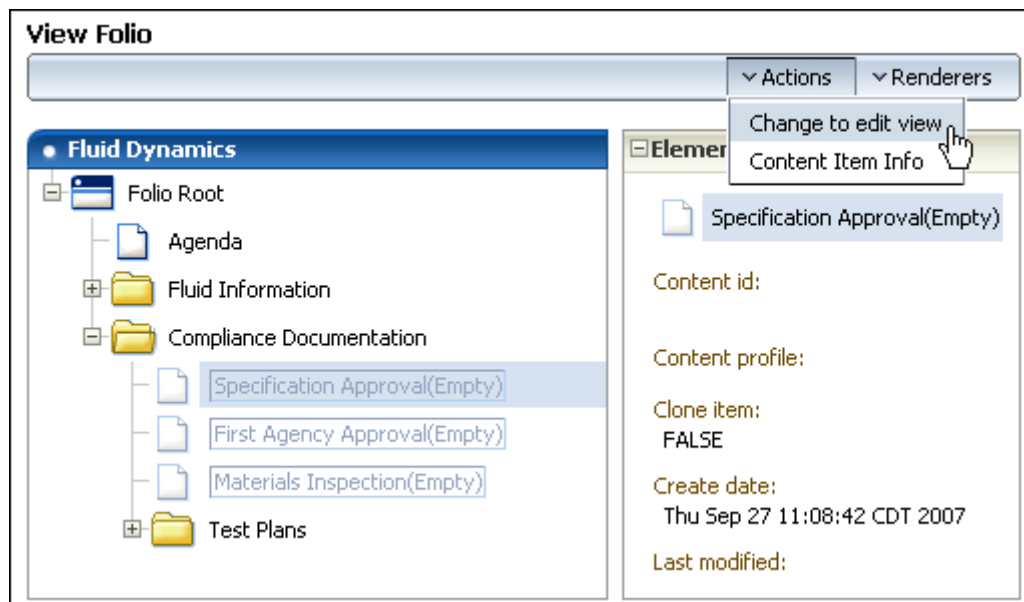 View Folio
Actions
Renderers
Change to edit view
Content Item Info
Fluid Dynamics
Folio Root
Agenda
Fluid Information
Compliance Documentation
Specification Approval(Empty)
First Agency Approval(Empty)
Materials Inspection(Empty)
Test Plans
Elemen
Specification Approval(Empty)
Content id:
Content profile:
Clone item:
FALSE
Create date:
Thu Sep 27 11:08:42 CDT 2007
Last modified: